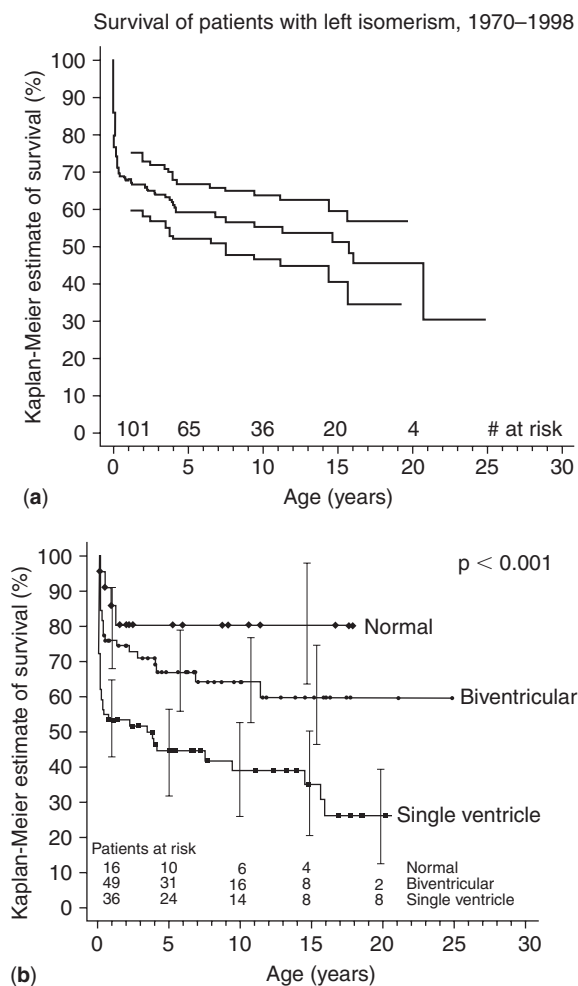 Survival of patients with left isomerism, 1970–1998
Kaplan-Meier estimate of survival (%)
100
90
80
70
60
50
40
30
20
10
0
101 65 36 20 4 # at risk
0 5 10 15 20 25 30
(a) Age (years)
Kaplan-Meier estimate of survival (%)
100
90
80
70
60
50
40
30
20
10
0
p < 0.001
Normal
Biventricular
Single ventricle
Patients at risk
16 10 6 4 Normal
49 31 16 8 2 Biventricular
36 24 14 8 8 Single ventricle
0 5 10 15 20 25 30
(b) Age (years)